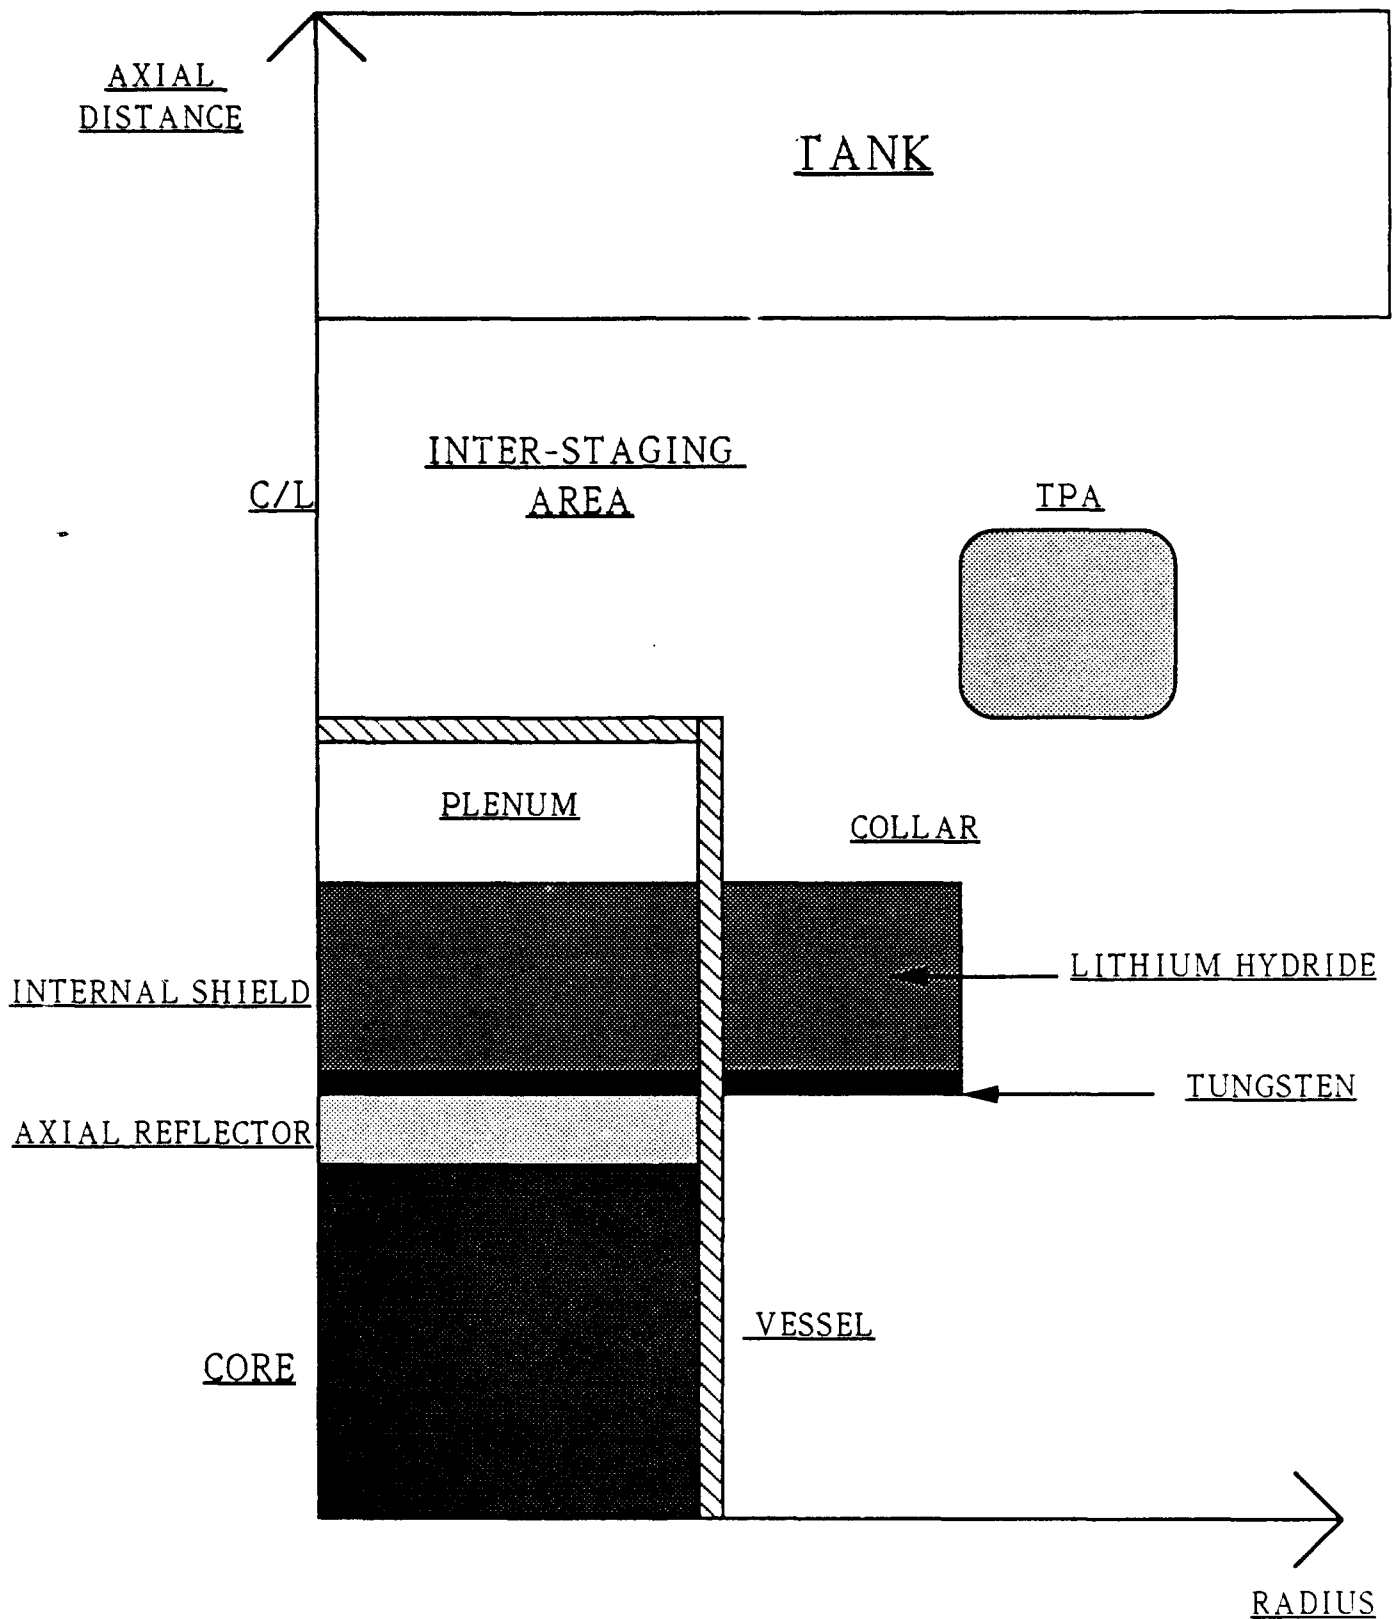 AXIAL
DISTANCE
TANK
INTER-STAGING
AREA
C/L
TPA
PLENUM
COLLAR
LITHIUM HYDRIDE
INTERNAL SHIELD
TUNGSTEN
AXIAL REFLECTOR
VESSEL
CORE
RADIUS